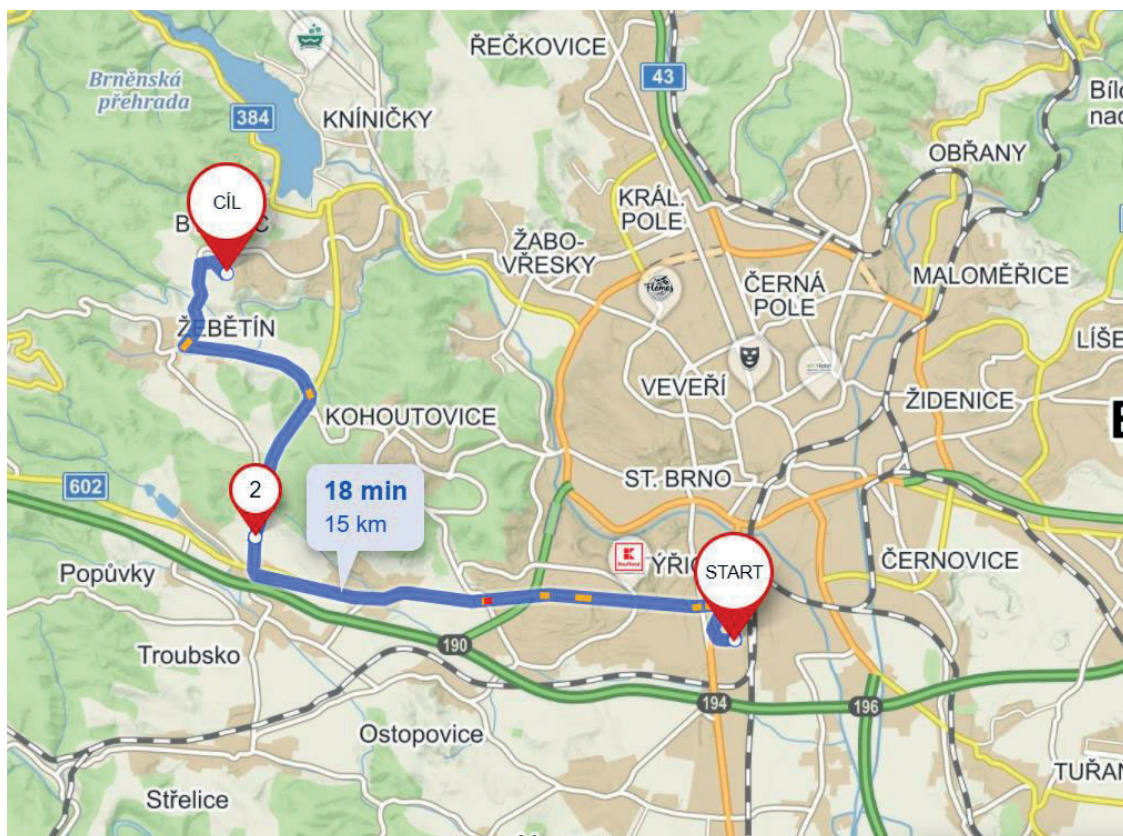 ŘEČKOVICE
43
Brněnská
přehrada
384
KNÍNIČKY
OBŘANY
CÍL
KRÁL.
POLE
ŽABO-
VŘESKY
Flames
ČERNÁ
POLE
MALOMĚŘICE
ŽEBĚTÍN
VEVEŘÍ
ŽIDENICE
KOHOUTOVICE
ST. BRNO
602
2
18 min
15 km
START
ČERNOVICE
Popůvky
Troubsko
190
194
196
Ostopovice
Střelice